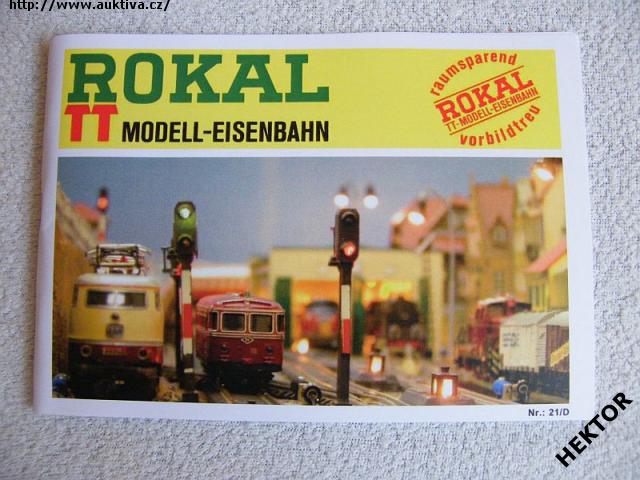 http://www.auktiva.cz/
ROKAL
TT MODELL-EISENBAHN
raumsparend
ROKAL
TT-MODELL-EISENBAHN
vorbildtreu
Nr.: 21/D
HEKTOR